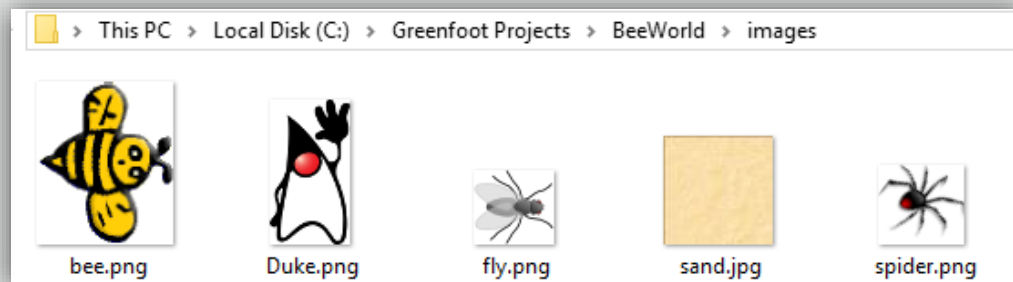 This PC > Local Disk (C:) > Greenfoot Projects > BeeWorld > images
bee.png Duke.png fly.png sand.jpg spider.png